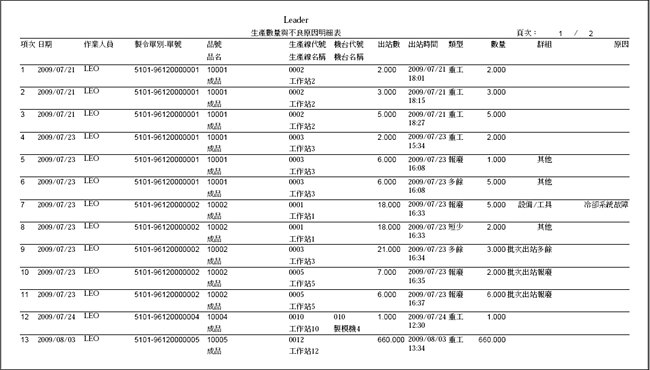 Leader
生產數量與不良原因明細表
頁次： 1 / 2
項次 日期 作業人員 製令單別-單號 品號 生產線代號 機台代號 出站數 出站時間 類型 數量 群組 原因
品名 生產線名稱 機台名稱
1 2009/07/21 LEO 5101-96120000001 10001 0002 2.000 2009/07/21 重工 2.000
成品 工作站2 18:01
2 2009/07/21 LEO 5101-96120000001 10001 0002 3.000 2009/07/21 重工 3.000
成品 工作站2 18:15
3 2009/07/21 LEO 5101-96120000001 10001 0002 5.000 2009/07/21 重工 5.000
成品 工作站2 18:27
4 2009/07/23 LEO 5101-96120000001 10001 0003 2.000 2009/07/23 重工 2.000
成品 工作站3 15:34
5 2009/07/23 LEO 5101-96120000001 10001 0003 6.000 2009/07/23 報廢 1.000 其他
成品 工作站3 16:08
6 2009/07/23 LEO 5101-96120000001 10001 0003 6.000 2009/07/23 多餘 5.000 其他
成品 工作站3 16:08
7 2009/07/23 LEO 5101-96120000002 10002 0001 18.000 2009/07/23 報廢 5.000 設備/工具 冷卻系統故障
成品 工作站1 16:33
8 2009/07/23 LEO 5101-96120000002 10002 0001 18.000 2009/07/23 短少 2.000 其他
成品 工作站1 16:33
9 2009/07/23 LEO 5101-96120000002 10002 0003 21.000 2009/07/23 多餘 3.000 批次出站多餘
成品 工作站3 16:34
10 2009/07/23 LEO 5101-96120000002 10002 0005 7.000 2009/07/23 報廢 2.000 批次出站報廢
成品 工作站5 16:35
11 2009/07/23 LEO 5101-96120000002 10002 0005 6.000 2009/07/23 報廢 6.000 批次出站報廢
成品 工作站5 16:37
12 2009/07/24 LEO 5101-96120000004 10004 0010 010 1.000 2009/07/24 重工 1.000
成品 工作站10 製模機4 12:30
13 2009/08/03 LEO 5101-96120000005 10005 0012 660.000 2009/08/03 重工 660.000
成品 工作站12 13:34